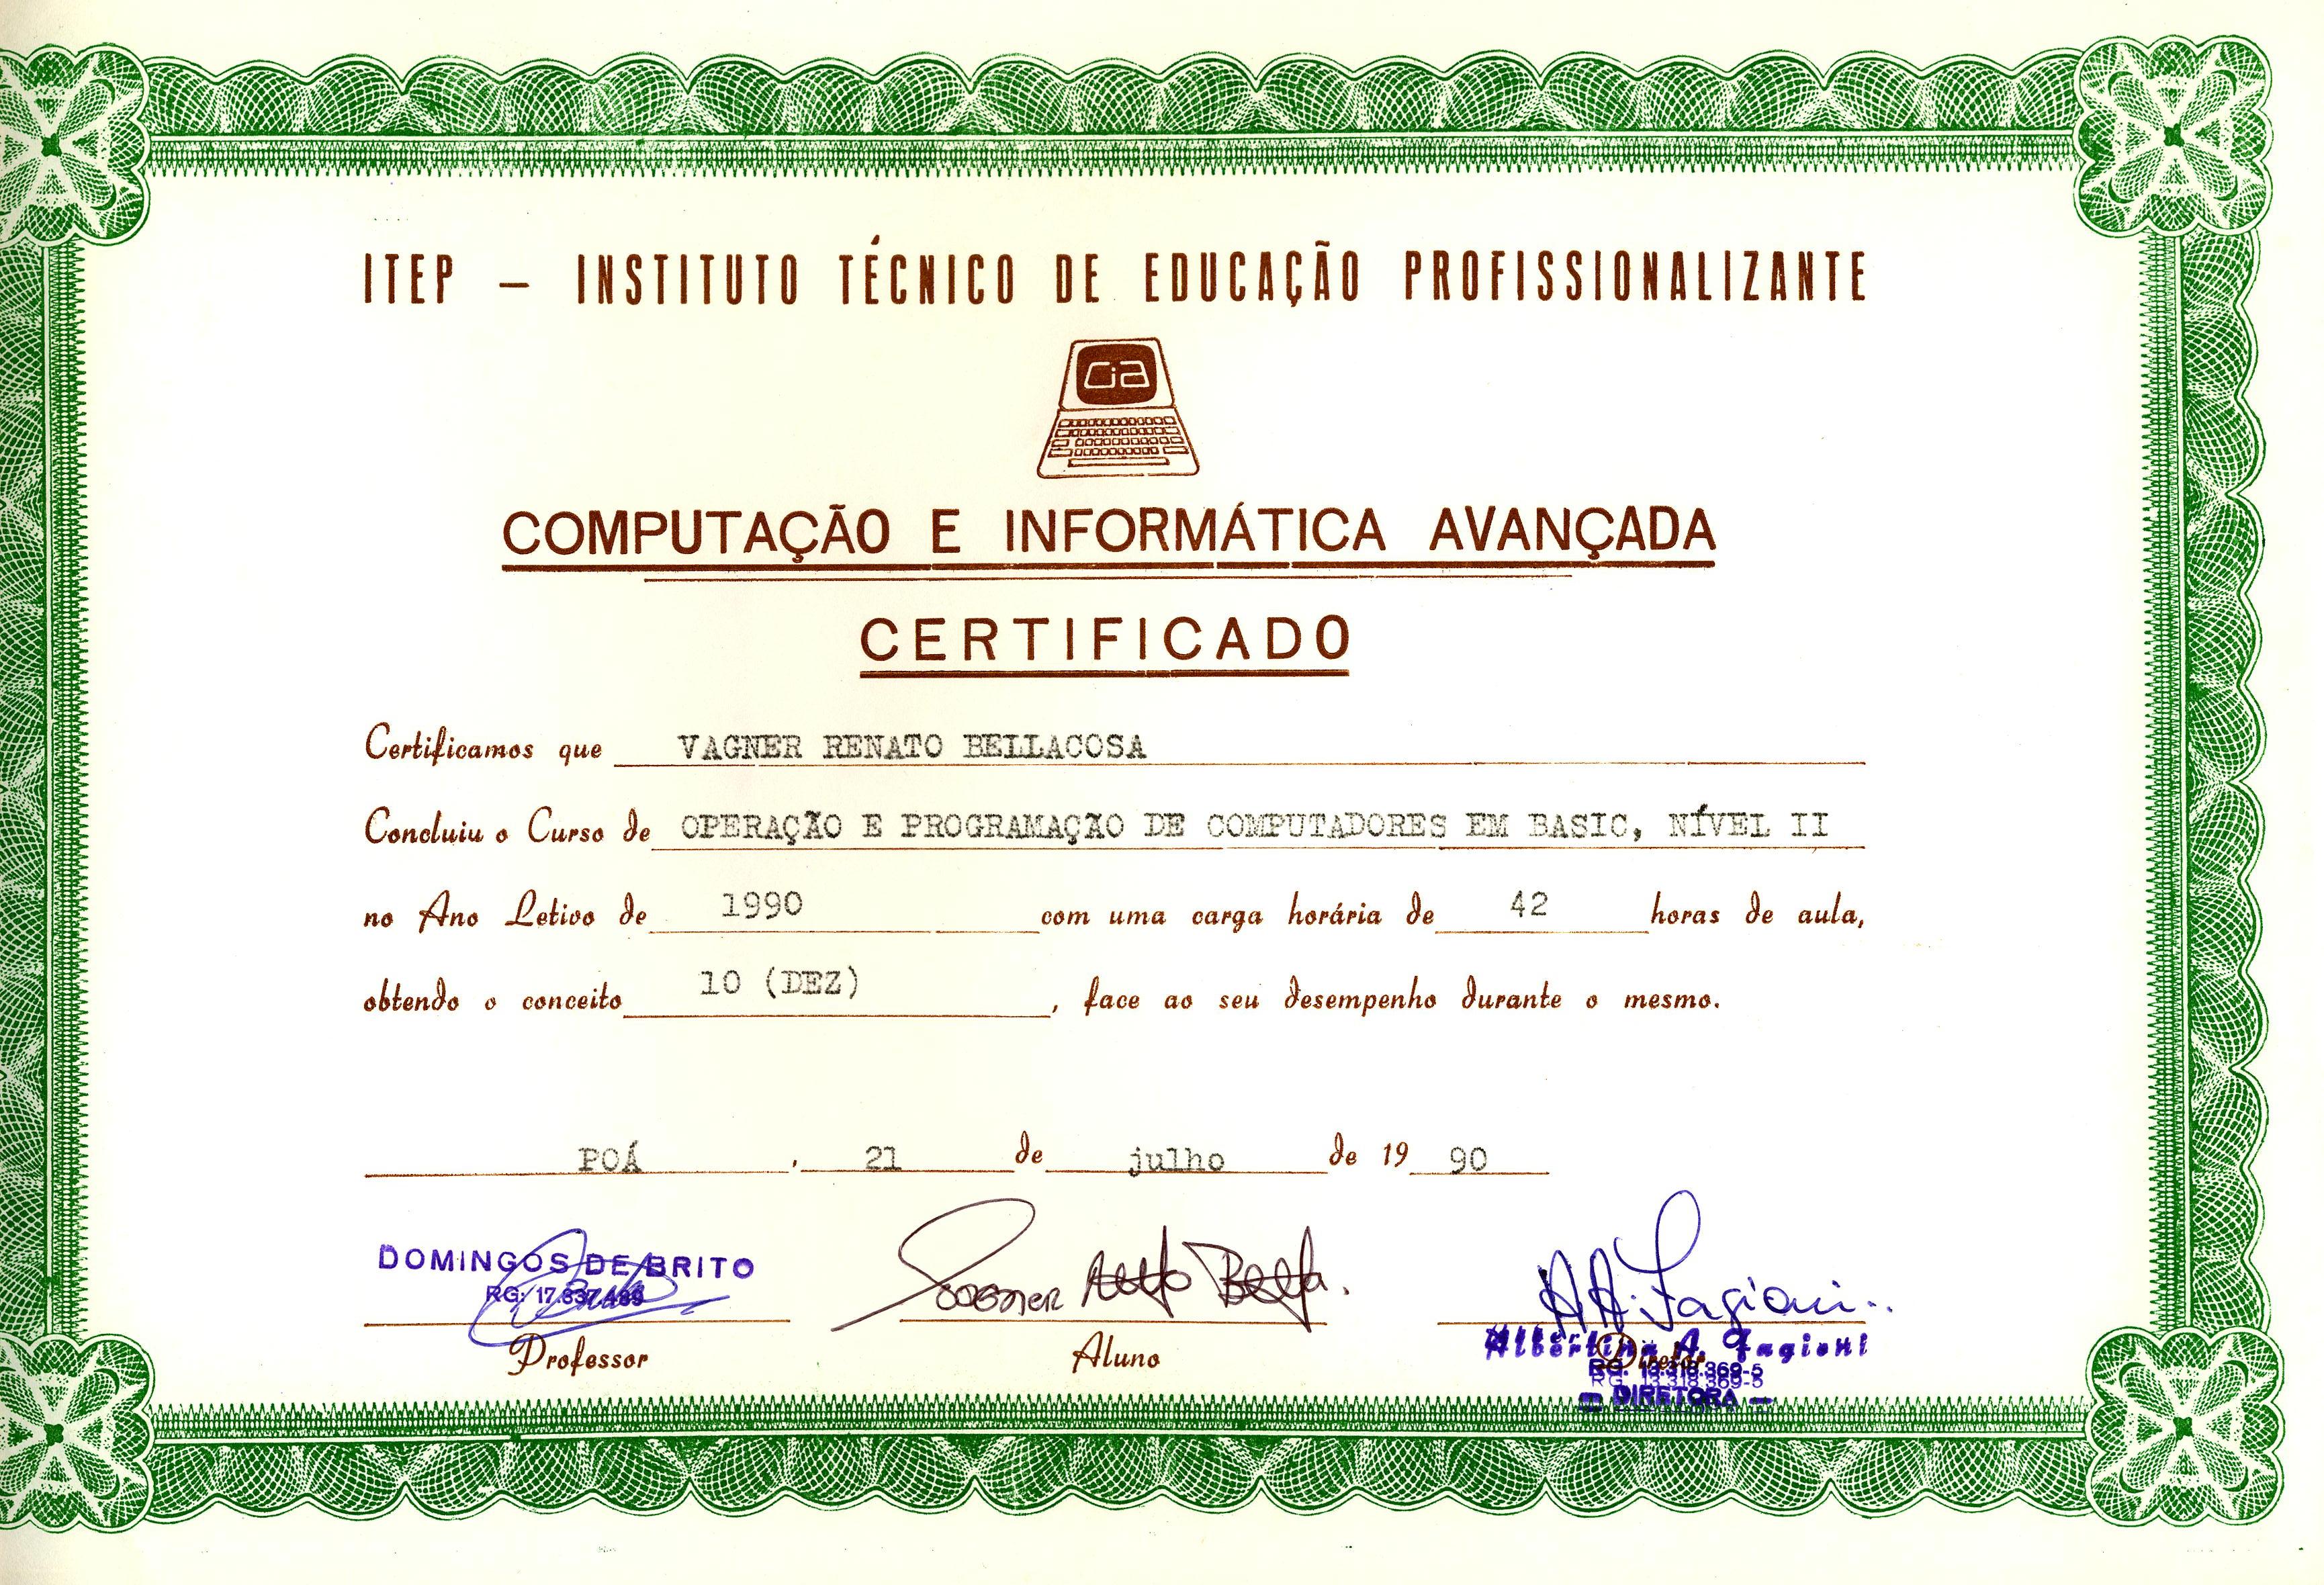 ITEP – INSTITUTO TÉCNICO DE EDUCAÇÃO PROFISSIONALIZANTE
Cia
COMPUTAÇÃO E INFORMÁTICA AVANÇADA
CERTIFICADO
Certificamos que VAGNER RENATO BELLACOSA
Concluiu o Curso de OPERAÇÃO E PROGRAMAÇÃO DE COMPUTADORES EM BASIC, NÍVEL II
no Ano Letivo de 1990 com uma carga horária de 42 horas de aula,
obtendo o conceito 10 (DEZ), face ao seu desempenho durante o mesmo.
POÁ, 21 de julho de 19 90
DOMINGOS DE BRITO
RG: 17.837.489
A.A. Fagioni
Professor Aluno Diretor
Albertina A. Fagioni
RG. 13.318.369-5
— DIRETORA —